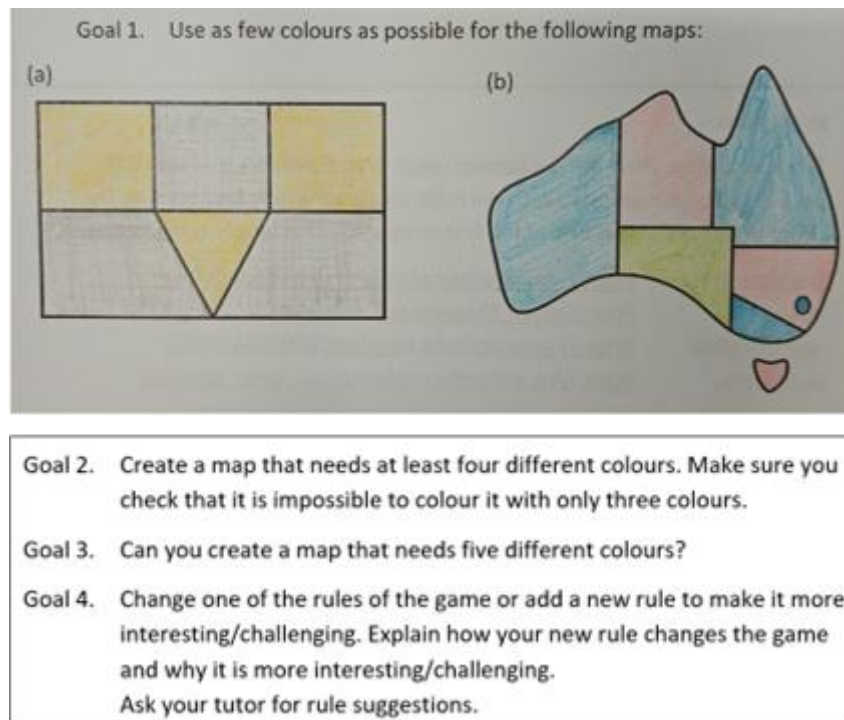 Goal 1. Use as few colours as possible for the following maps:
(a)
(b)
Goal 2. Create a map that needs at least four different colours. Make sure you
check that it is impossible to colour it with only three colours.
Goal 3. Can you create a map that needs five different colours?
Goal 4. Change one of the rules of the game or add a new rule to make it more
interesting/challenging. Explain how your new rule changes the game
and why it is more interesting/challenging.
Ask your tutor for rule suggestions.